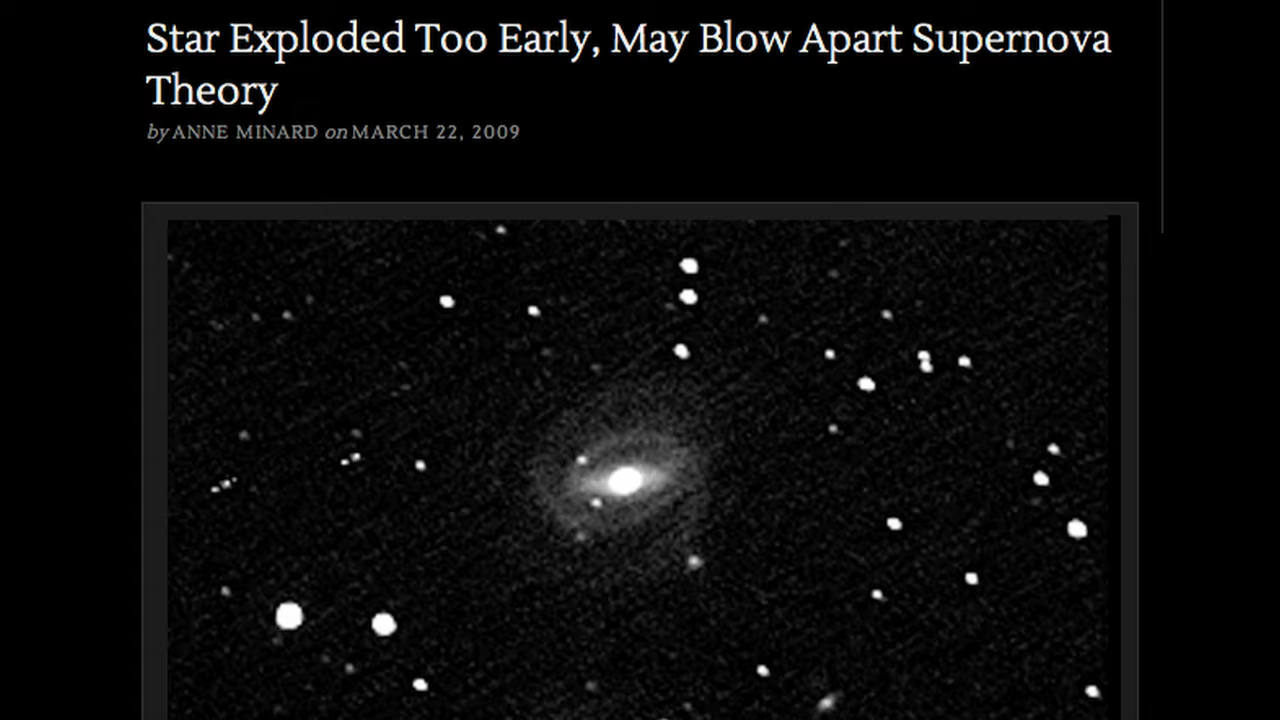 Star Exploded Too Early, May Blow Apart Supernova
Theory
by ANNE MINARD on MARCH 22, 2009